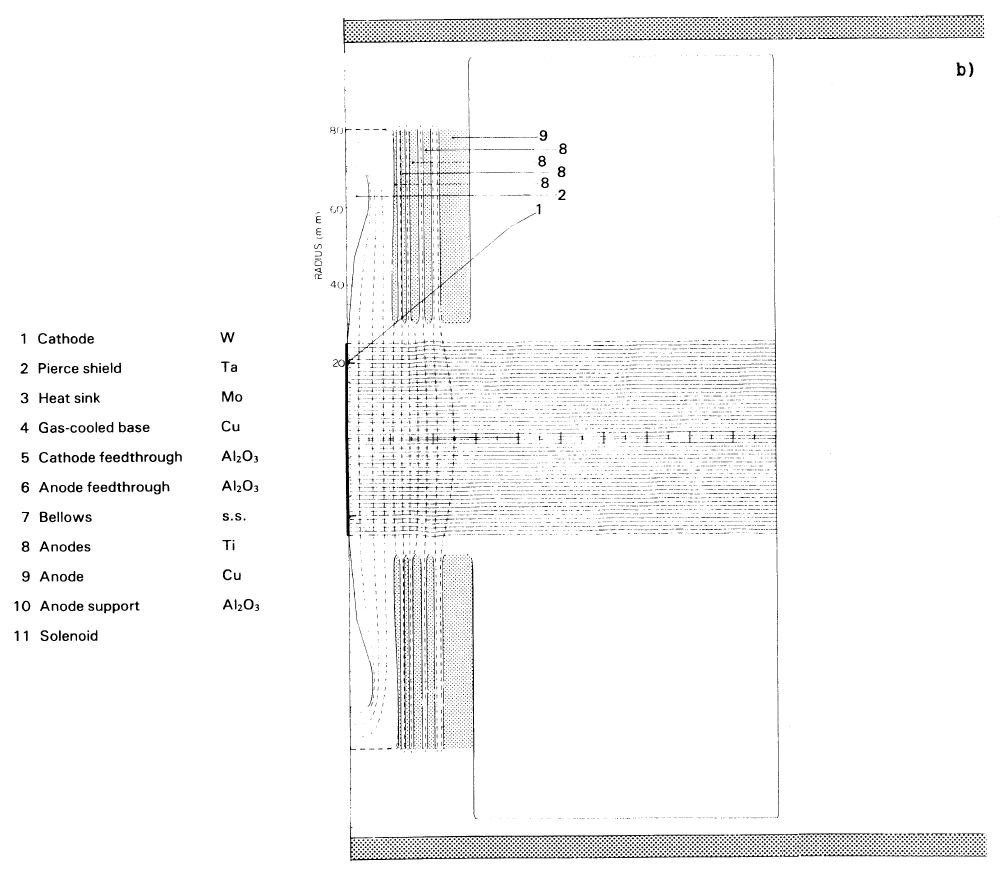 b)
80
9
8
8
8
8
2
1
60
RADIUS (m m)
40
20
1 Cathode W
2 Pierce shield Ta
3 Heat sink Mo
4 Gas-cooled base Cu
5 Cathode feedthrough Al₂O₃
6 Anode feedthrough Al₂O₃
7 Bellows s.s.
8 Anodes Ti
9 Anode Cu
10 Anode support Al₂O₃
11 Solenoid